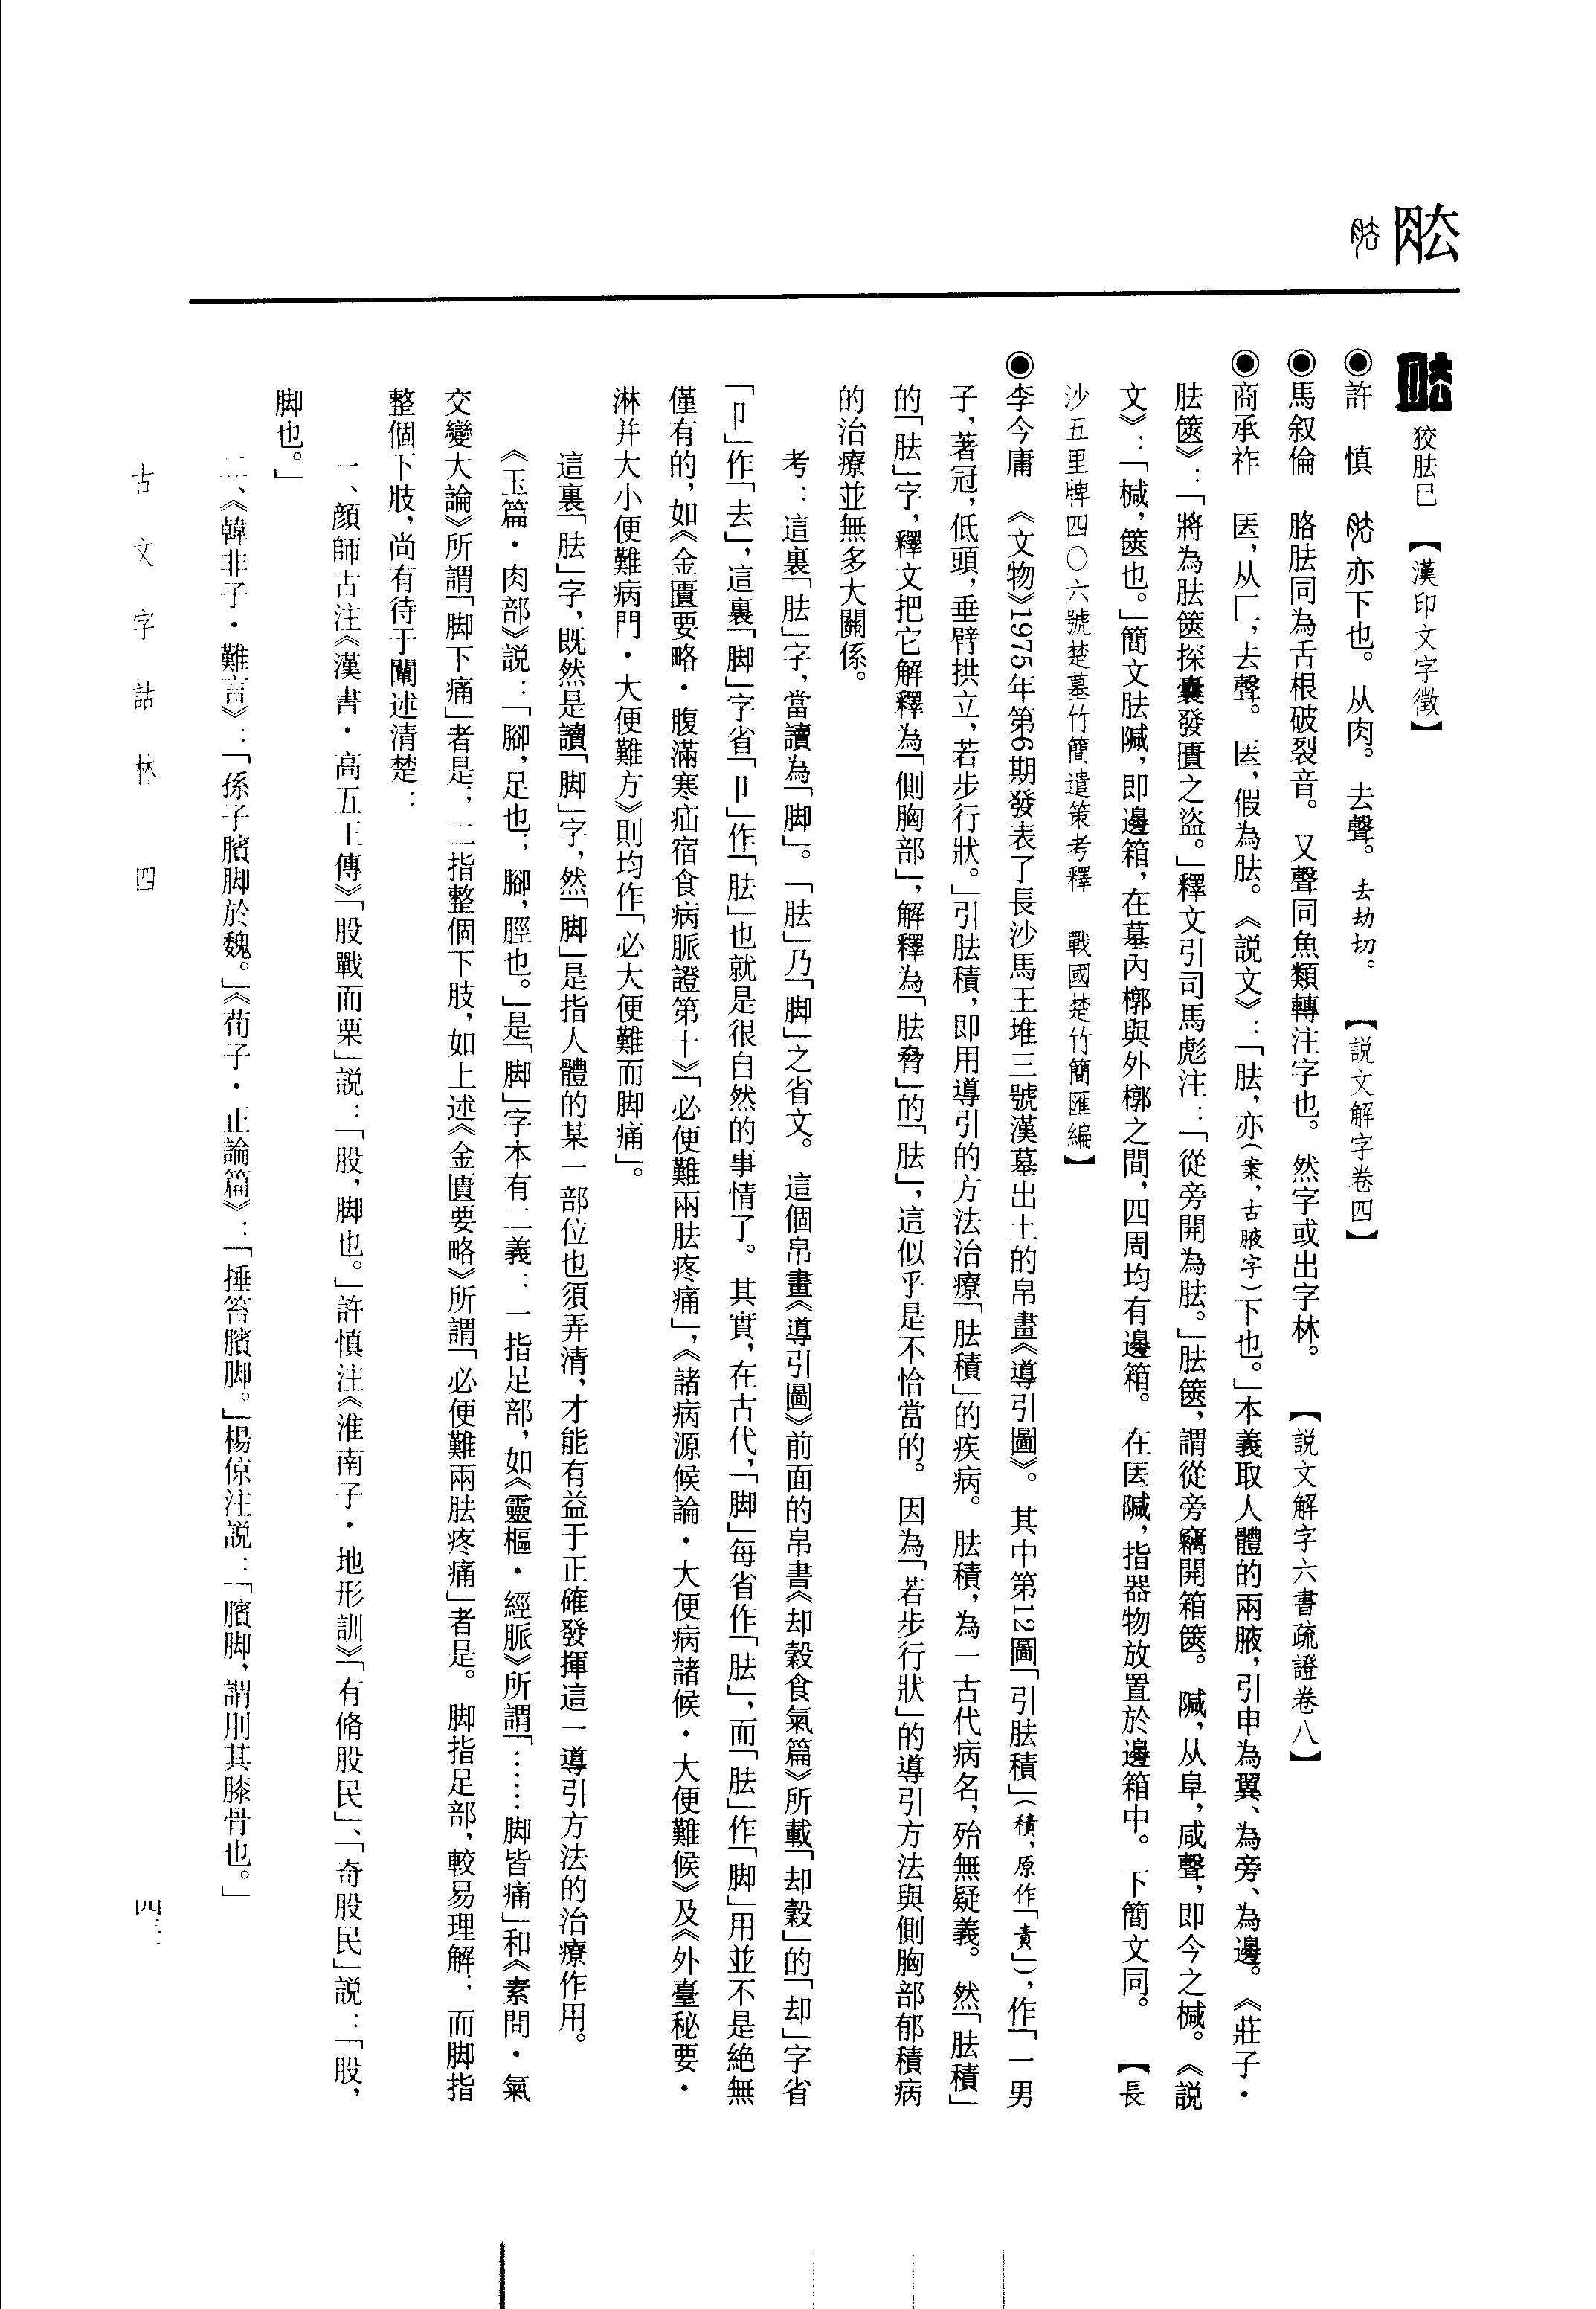 胠
狡胠巳 【漢印文字徵】
●許　慎　亦下也。从肉。去聲。去劫切。　【説文解字卷四】
●馬叙倫　胳胠同為舌根破裂音。又聲同魚類轉注字也。然字或出字林。　【説文解字六書疏證卷八】
●商承祚　匤，从匚，去聲。匤，假為胠。《説文》：「胠，亦（案，古腋字）下也。」本義取人體的兩腋，引申為翼、為旁、為邊。《莊子・
胠篋》：「將為胠篋探囊發匱之盜。」釋文引司馬彪注：「從旁開為胠。」胠篋，謂從旁竊開箱篋。䤴，从阜，咸聲，即今之椷。《説
文》：「椷，篋也。」簡文胠，即邊箱，在墓內槨與外槨之間，四周均有邊箱。在，指器物放置於邊箱中。下簡文同。　【長
沙五里牌四〇六號楚墓竹簡遣策考釋　戰國楚竹簡匯編】
●李今庸　《文物》1975年第6期發表了長沙馬王堆三號漢墓出土的帛畫《導引圖》。其中第12圖「引胠積」（積，原作「責」），作「一男
子，著冠，低頭，垂臂拱立，若步行狀。」引胠積，即用導引的方法治療「胠積」的疾病。胠積，為一古代病名，殆無疑義。然「胠積」
的「胠」字，釋文把它解釋為「側胸部」，解釋為「胠脅」的「胠」，這似乎是不恰當的。因為「若步行狀」的導引方法與側胸部郁積病
的治療並無多大關係。
考：這裏「胠」字，當讀為「脚」。「胠」乃「脚」之省文。這個帛畫《導引圖》前面的帛書《却穀食氣篇》所載「却穀」的「却」字省
「卩」作「去」，這裏「脚」字省「卩」作「胠」也就是很自然的事情了。其實，在古代，「脚」每省作「胠」，而「胠」作「脚」用並不是絶無
僅有的，如《金匱要略・腹滿寒疝宿食病脈證第十》「必便難兩胠疼痛」，《諸病源候論・大便病諸候・大便難候》及《外臺秘要・
淋并大小便難病門・大便難方》則均作「必大便難而脚痛」。
這裏「胠」字，既然是讀「脚」字，然「脚」是指人體的某一部位也須弄清，才能有益于正確發揮這一導引方法的治療作用。
《玉篇・肉部》説：「腳，足也；腳，脛也。」是「脚」字本有二義：一指足部，如《靈樞・經脈》所謂「……脚皆痛」和《素問・氣
交變大論》所謂「脚下痛」者是；二指整個下肢，如上述《金匱要略》所謂「必便難兩胠疼痛」者是。脚指足部，較易理解；而脚指
整個下肢，尚有待于闡述清楚：
一、顔師古注《漢書・高五王傳》「股戰而栗」説：「股，脚也。」許慎注《淮南子・地形訓》「有脩股民」、「奇股民」説：「股，
脚也。」
二、《韓非子・難言》：「孫子臏脚於魏。」《荀子・正論篇》：「捶笞臏脚。」楊倞注説：「臏脚，謂刖其膝骨也。」
古文字詁林　四